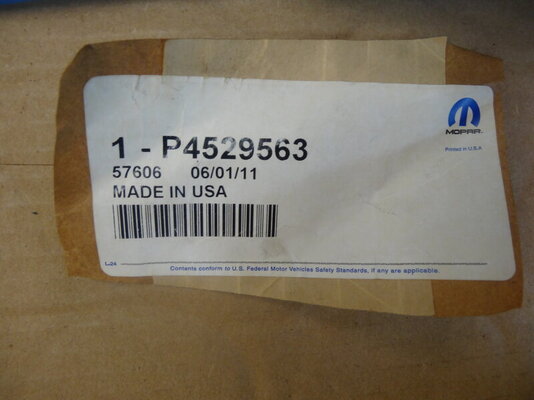 MOPAR
Printed in U.S.A
1 - P4529563
57606 06/01/11
MADE IN USA
L-24
Contents conform to U.S. Federal Motor Vehicles Safety Standards, if any are applicable.